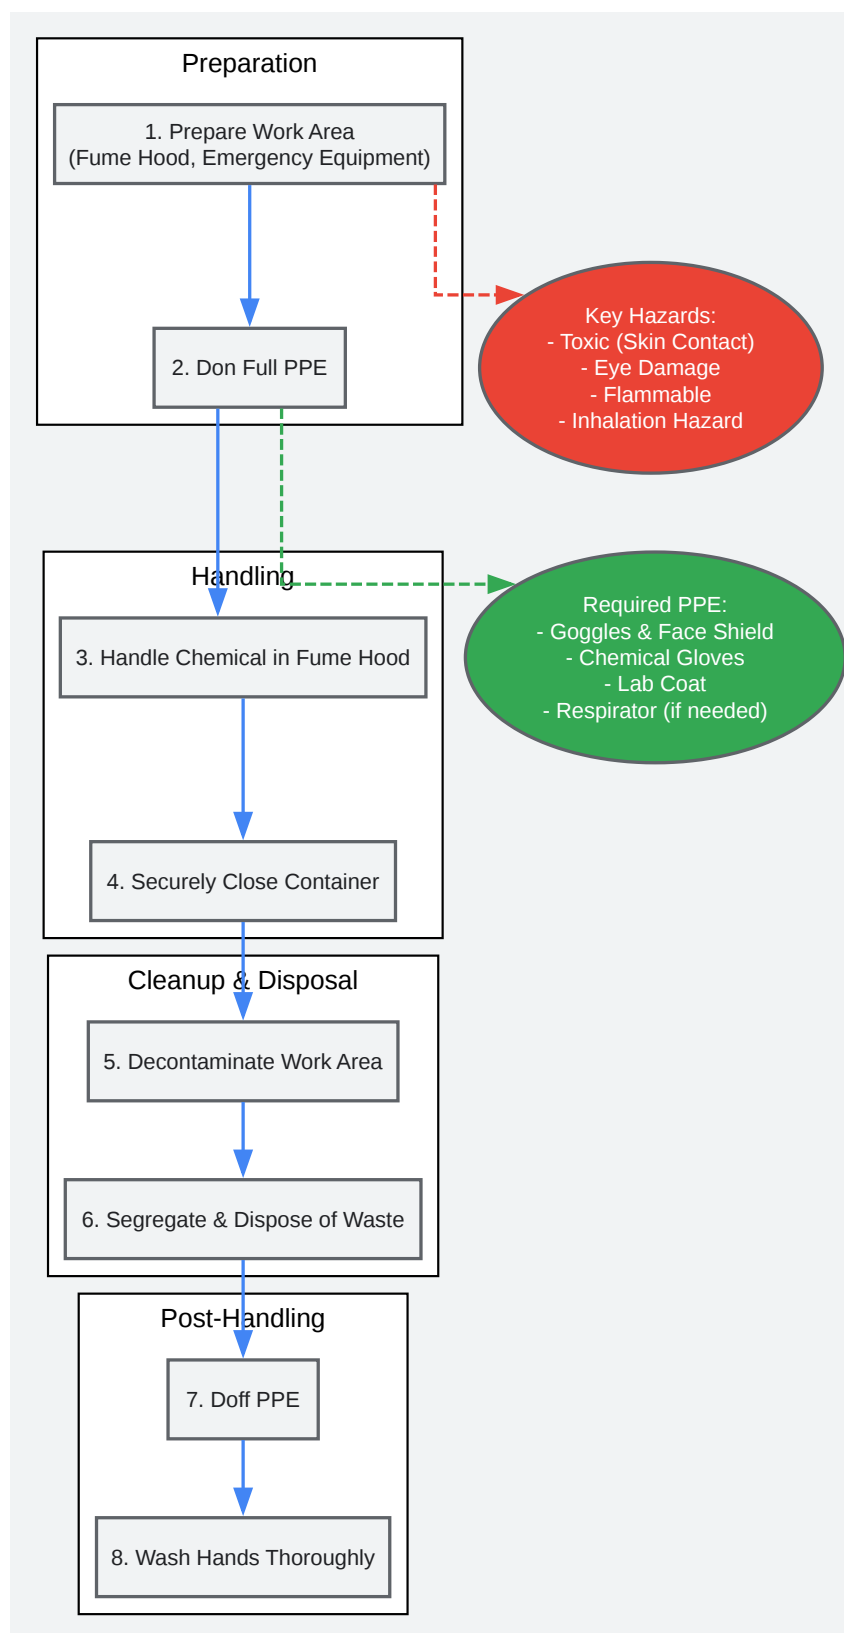 Preparation
1. Prepare Work Area
(Fume Hood, Emergency Equipment)
2. Don Full PPE
Key Hazards:
- Toxic (Skin Contact)
- Eye Damage
- Flammable
- Inhalation Hazard
Handling
3. Handle Chemical in Fume Hood
Required PPE:
- Goggles & Face Shield
- Chemical Gloves
- Lab Coat
- Respirator (if needed)
4. Securely Close Container
Cleanup & Disposal
5. Decontaminate Work Area
6. Segregate & Dispose of Waste
Post-Handling
7. Doff PPE
8. Wash Hands Thoroughly